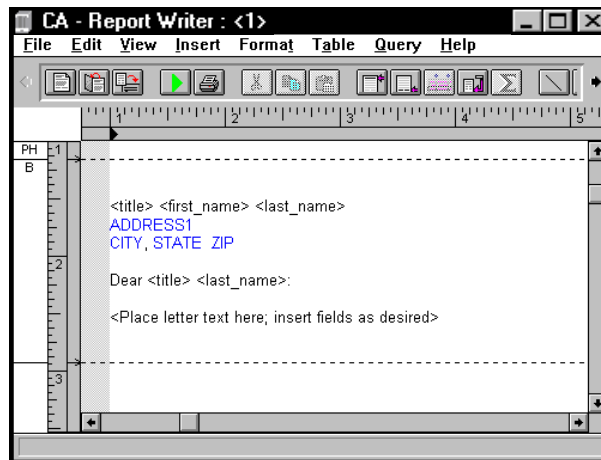 CA - Report Writer : <1>
File Edit View Insert Format Table Query Help
1 2 3 4 5
PH 1
B
<title> <first_name> <last_name>
ADDRESS1
CITY, STATE ZIP
2
Dear <title> <last_name>:
<Place letter text here; insert fields as desired>
3